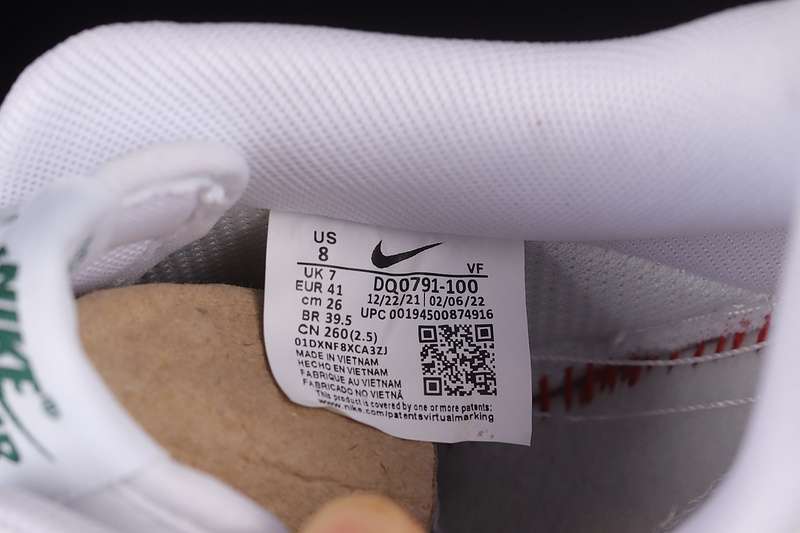 US
8
VF
UK 7
EUR 41
cm 26
BR 39.5
CN 260(2.5)
01DXNF8XCA3ZJ
DQ0791-100
12/22/21 02/06/22
UPC 00194500874916
MADE IN VIETNAM
HECHO EN VIETNAM
FABRIQUE AU VIETNAM
FABRICADO NO VIETNÃ
This product is covered by one or more patents:
www.nike.com/patentsvirtualmarking
NIKE
®